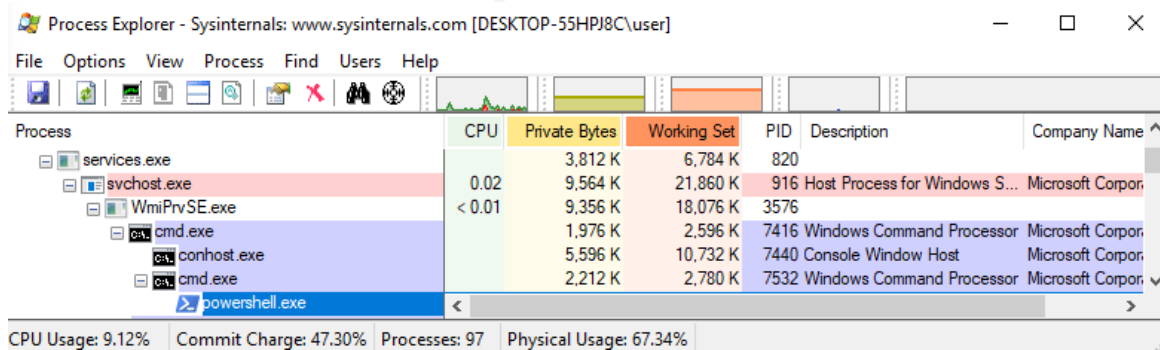 Process Explorer - Sysinternals: www.sysinternals.com [DESKTOP-55HPJ8C\user]
File Options View Process Find Users Help
Process CPU Private Bytes Working Set PID Description Company Name
services.exe 3,812 K 6,784 K 820
svchost.exe 0.02 9,564 K 21,860 K 916 Host Process for Windows S... Microsoft Corpor
WmiPrvSE.exe < 0.01 9,356 K 18,076 K 3576
cmd.exe 1,976 K 2,596 K 7416 Windows Command Processor Microsoft Corpor
conhost.exe 5,596 K 10,732 K 7440 Console Window Host Microsoft Corpor
cmd.exe 2,212 K 2,780 K 7532 Windows Command Processor Microsoft Corpor
powershell.exe
CPU Usage: 9.12% Commit Charge: 47.30% Processes: 97 Physical Usage: 67.34%